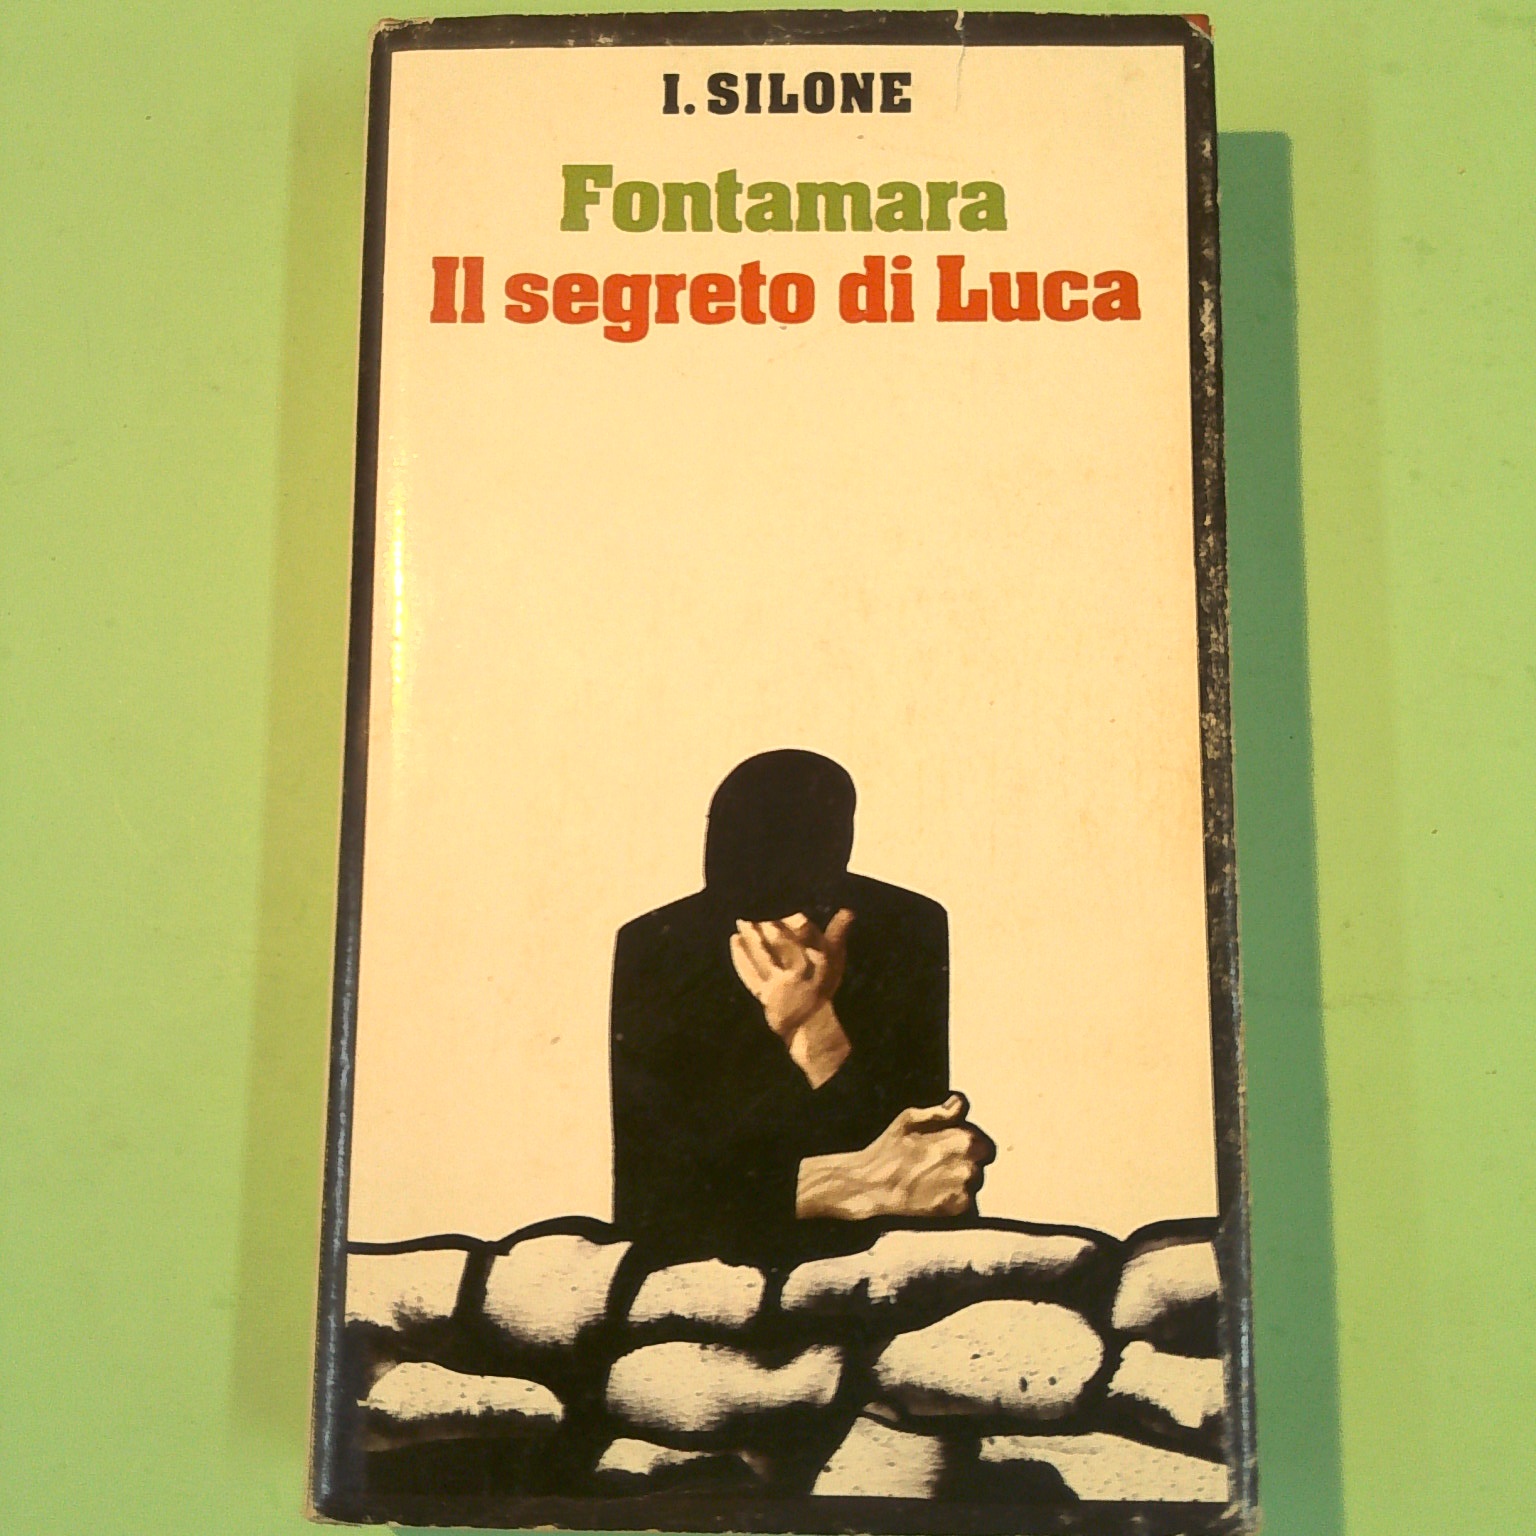 I. SILONE
Fontamara
Il segreto di Luca